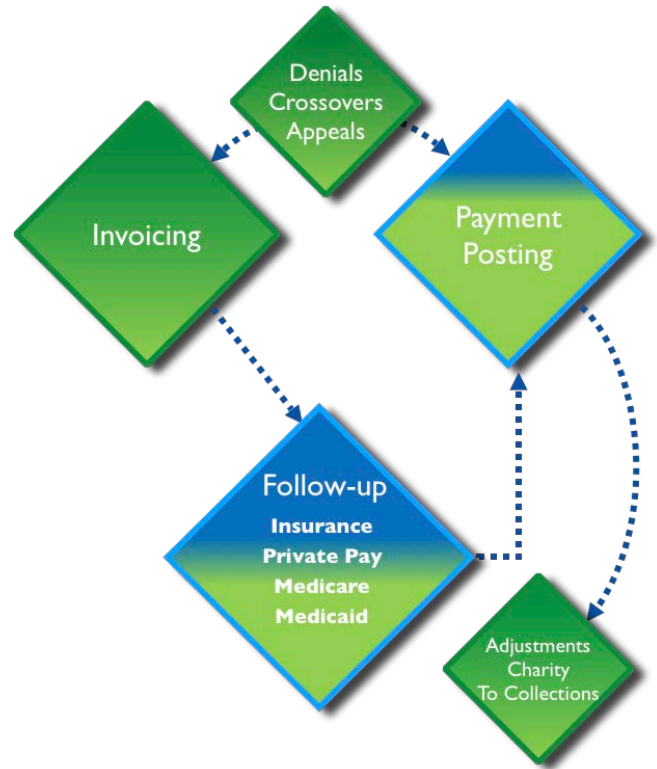 Denials
Crossovers
Appeals
Invoicing
Payment
Posting
Follow-up
Insurance
Private Pay
Medicare
Medicaid
Adjustments
Charity
To Collections